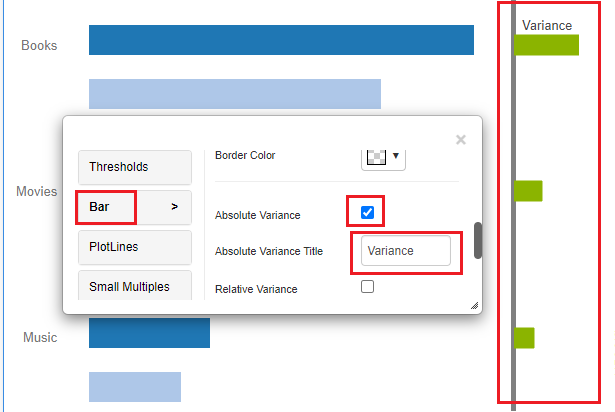 Variance
Books
×
Border Color
▼
Thresholds
Movies
Bar >
Absolute Variance
PlotLines
Absolute Variance Title
Variance
Small Multiples
Relative Variance
Music